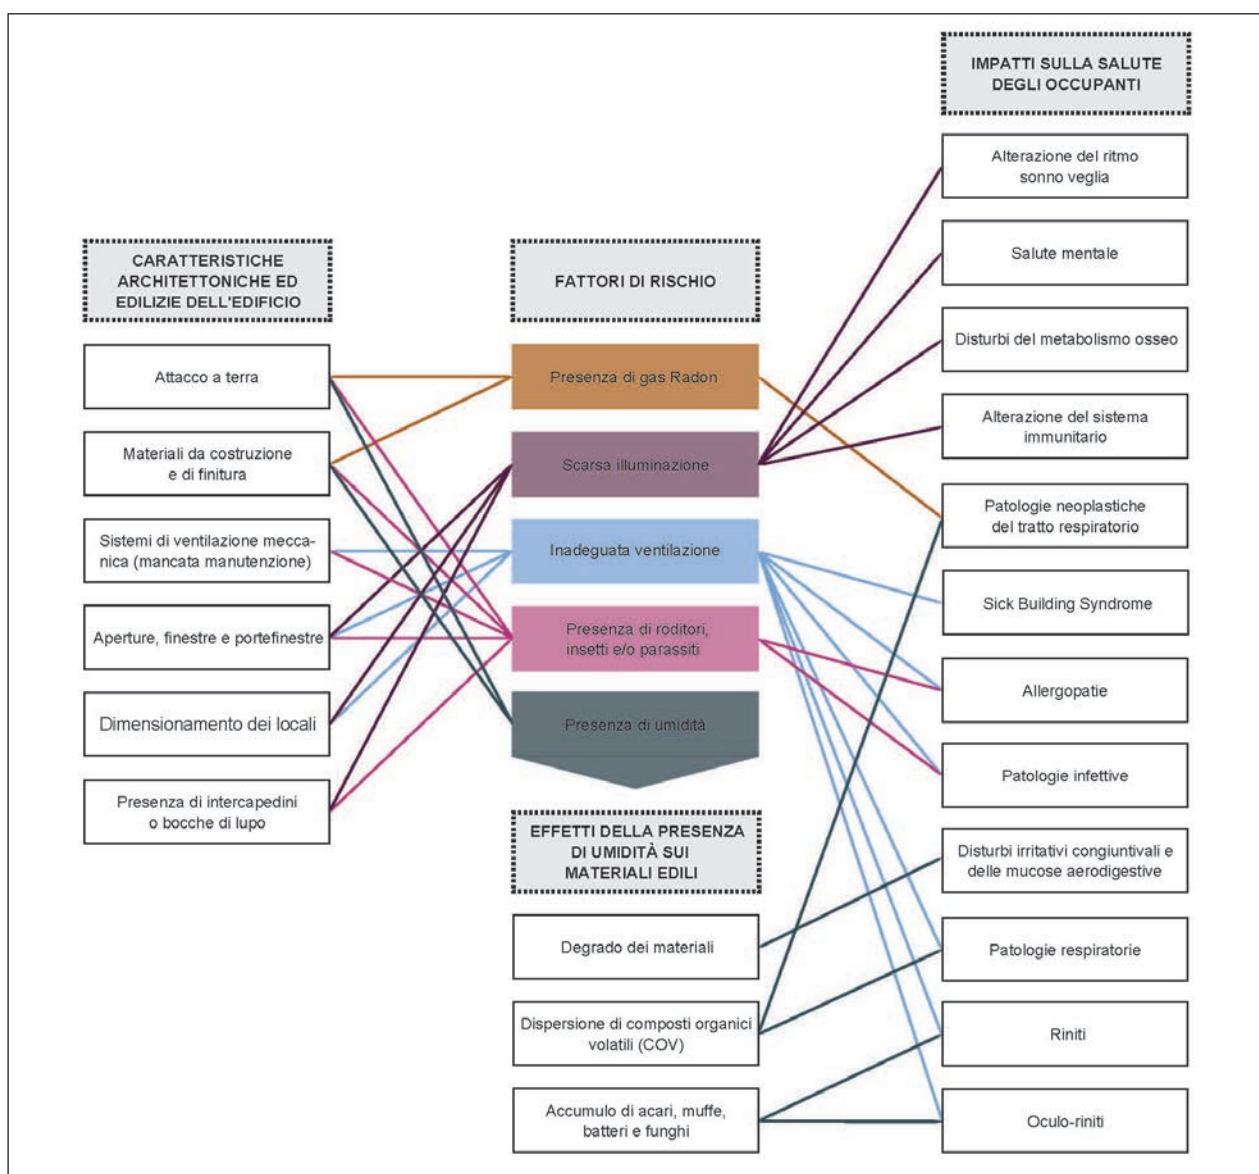 CARATTERISTICHE
ARCHITETTONICHE ED
EDILIZIE DELL'EDIFICIO
Attacco a terra
Materiali da costruzione
e di finitura
Sistemi di ventilazione mecca-
nica (mancata manutenzione)
Aperture, finestre e portefinestre
Dimensionamento dei locali
Presenza di intercapedini
o bocche di lupo
FATTORI DI RISCHIO
Presenza di gas Radon
Scarsa illuminazione
Inadeguata ventilazione
Presenza di roditori,
insetti e/o parassiti
Presenza di umidità
EFFETTI DELLA PRESENZA
DI UMIDITÀ SUI
MATERIALI EDILI
Degrado dei materiali
Dispersione di composti organici
volatili (COV)
Accumulo di acari, muffe,
batteri e funghi
IMPATTI SULLA SALUTE
DEGLI OCCUPANTI
Alterazione del ritmo
sonno veglia
Salute mentale
Disturbi del metabolismo osseo
Alterazione del sistema
immunitario
Patologie neoplastiche
del tratto respiratorio
Sick Building Syndrome
Allergopatie
Patologie infettive
Disturbi irritativi congiuntivali e
delle mucose aerodigestive
Patologie respiratorie
Riniti
Oculo-riniti